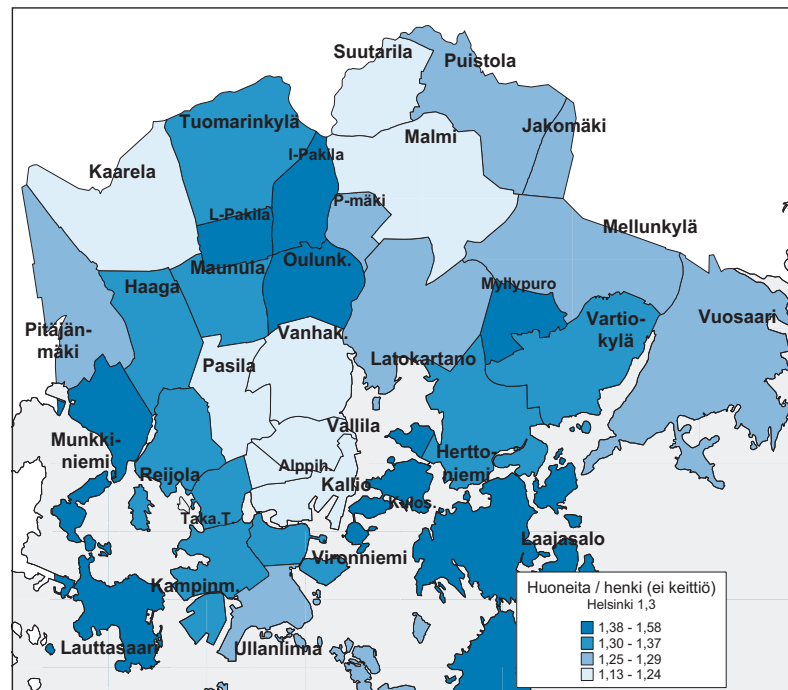 Suutarila
Puistola
Tuomarinkylä
Malmi
Jakomäki
I-Pakila
Kaarela
P-mäki
L-Pakila
Mellunkylä
Maunula
Oulunk.
Haaga
Myllypuro
Vartio-
kylä
Vuosaari
Pitäjän-
mäki
Vanhak.
Latokartano
Pasila
Vallila
Munkki-
niemi
Hertto-
niemi
Reijola
Alppih.
Kallio
Kulos.
Taka.T
Laajasalo
Vironniemi
Kampinm.
Lauttasaari
Ullanlinna
Huoneita / henki (ei keittiö)
Helsinki 1,3
1,38 - 1,58
1,30 - 1,37
1,25 - 1,29
1,13 - 1,24